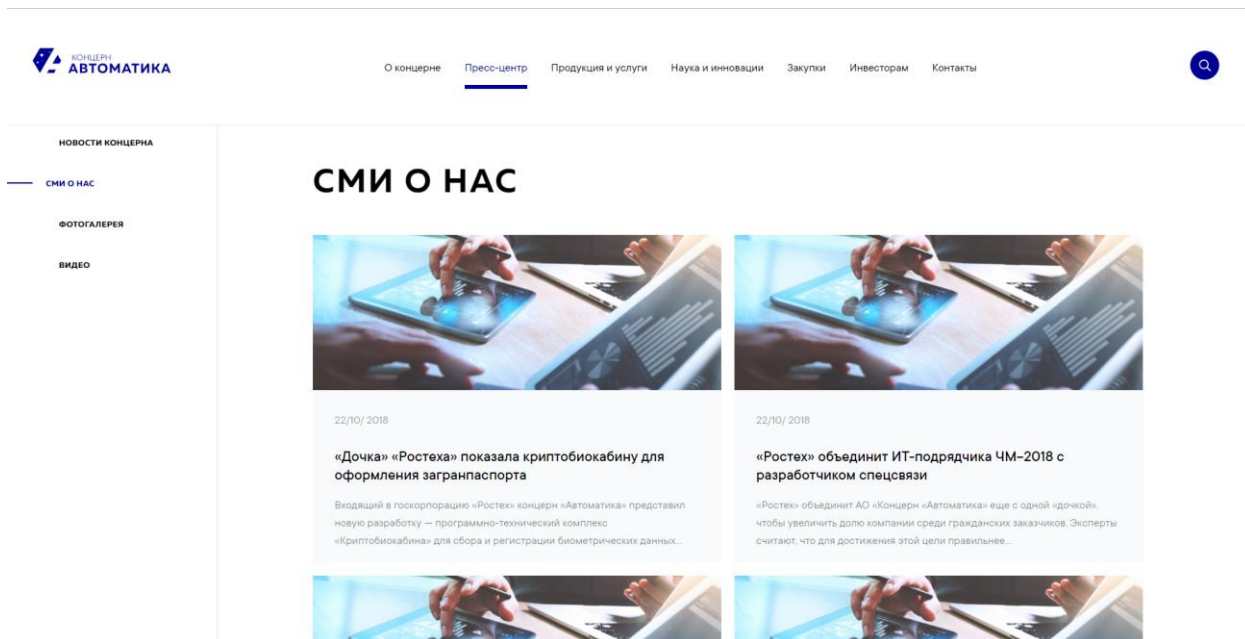 КОНЦЕРН
АВТОМАТИКА
О концерне Пресс-центр Продукция и услуги Наука и инновации Закупки Инвесторам Контакты
НОВОСТИ КОНЦЕРНА
СМИ О НАС
ФОТОГАЛЕРЕЯ
ВИДЕО
СМИ О НАС
22/10/ 2018
«Дочка» «Ростеха» показала криптобиокабину для
оформления загранпаспорта
Входящий в госкорпорацию «Ростех» концерн «Автоматика» представил
новую разработку — программно-технический комплекс
«Криптобиокабина» для сбора и регистрации биометрических данных...
22/10/ 2018
«Ростех» объединит ИТ-подрядчика ЧМ-2018 с
разработчиком спецсвязи
«Ростех» объединит АО «Концерн «Автоматика» еще с одной «дочкой»,
чтобы увеличить долю компании среди гражданских заказчиков. Эксперты
считают, что для достижения этой цели правильнее...